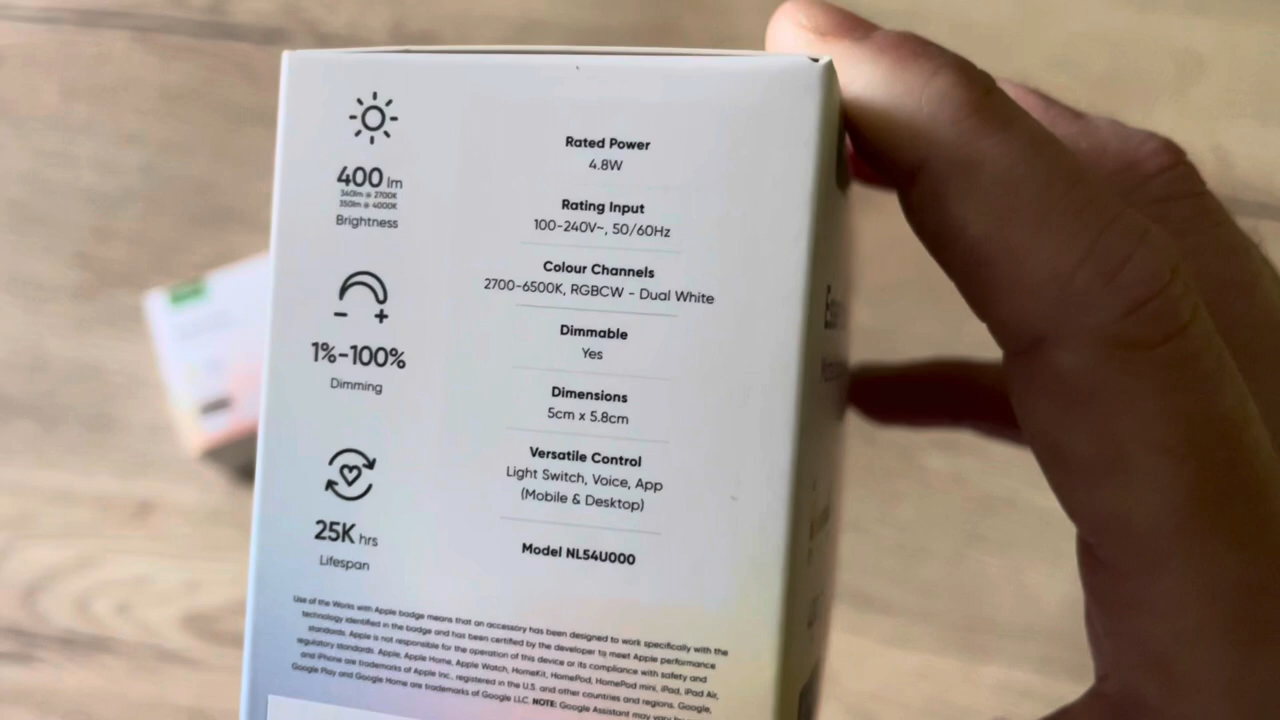 400 lm
340lm @ 2700K
350lm @ 4000K
Brightness
1%-100%
Dimming
25K hrs
Lifespan
Rated Power
4.8W
Rating Input
100-240V~, 50/60Hz
Colour Channels
2700-6500K, RGBCW - Dual White
Dimmable
Yes
Dimensions
5cm x 5.8cm
Versatile Control
Light Switch, Voice, App
(Mobile & Desktop)
Model NL54U000
Use of the Works with Apple badge means that an accessory has been designed to work specifically with the
technology identified in the badge and has been certified by the developer to meet Apple performance
standards. Apple is not responsible for the operation of this device or its compliance with safety and
regulatory standards. Apple, Apple Home, Apple Watch, HomeKit, HomePod, HomePod mini, iPad, iPad Air,
and iPhone are trademarks of Apple Inc., registered in the U.S. and other countries and regions. Google,
Google Play and Google Home are trademarks of Google LLC. NOTE: Google Assistant may vary